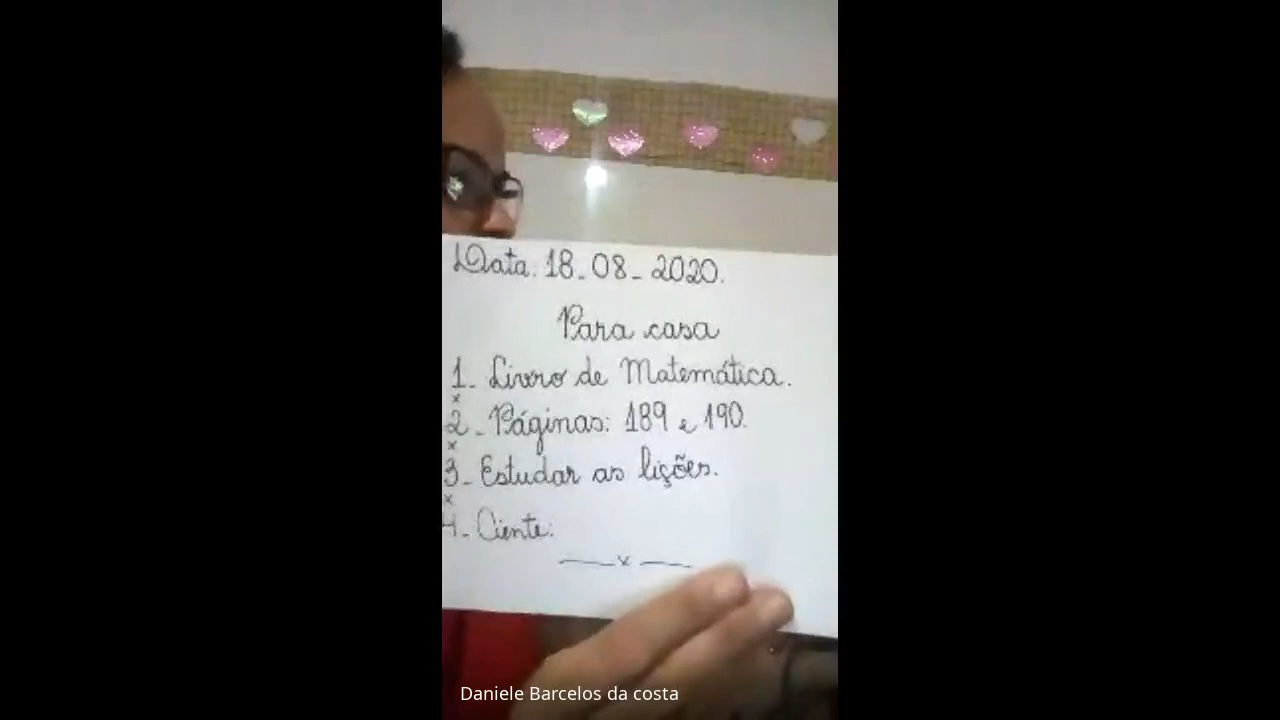 Data: 18-08-2020.
Para casa
1- Livro de Matemática.
x
2- Páginas: 189 e 190.
x
3- Estudar as lições.
x
4- Ciente:
——x——
Daniele Barcelos da costa